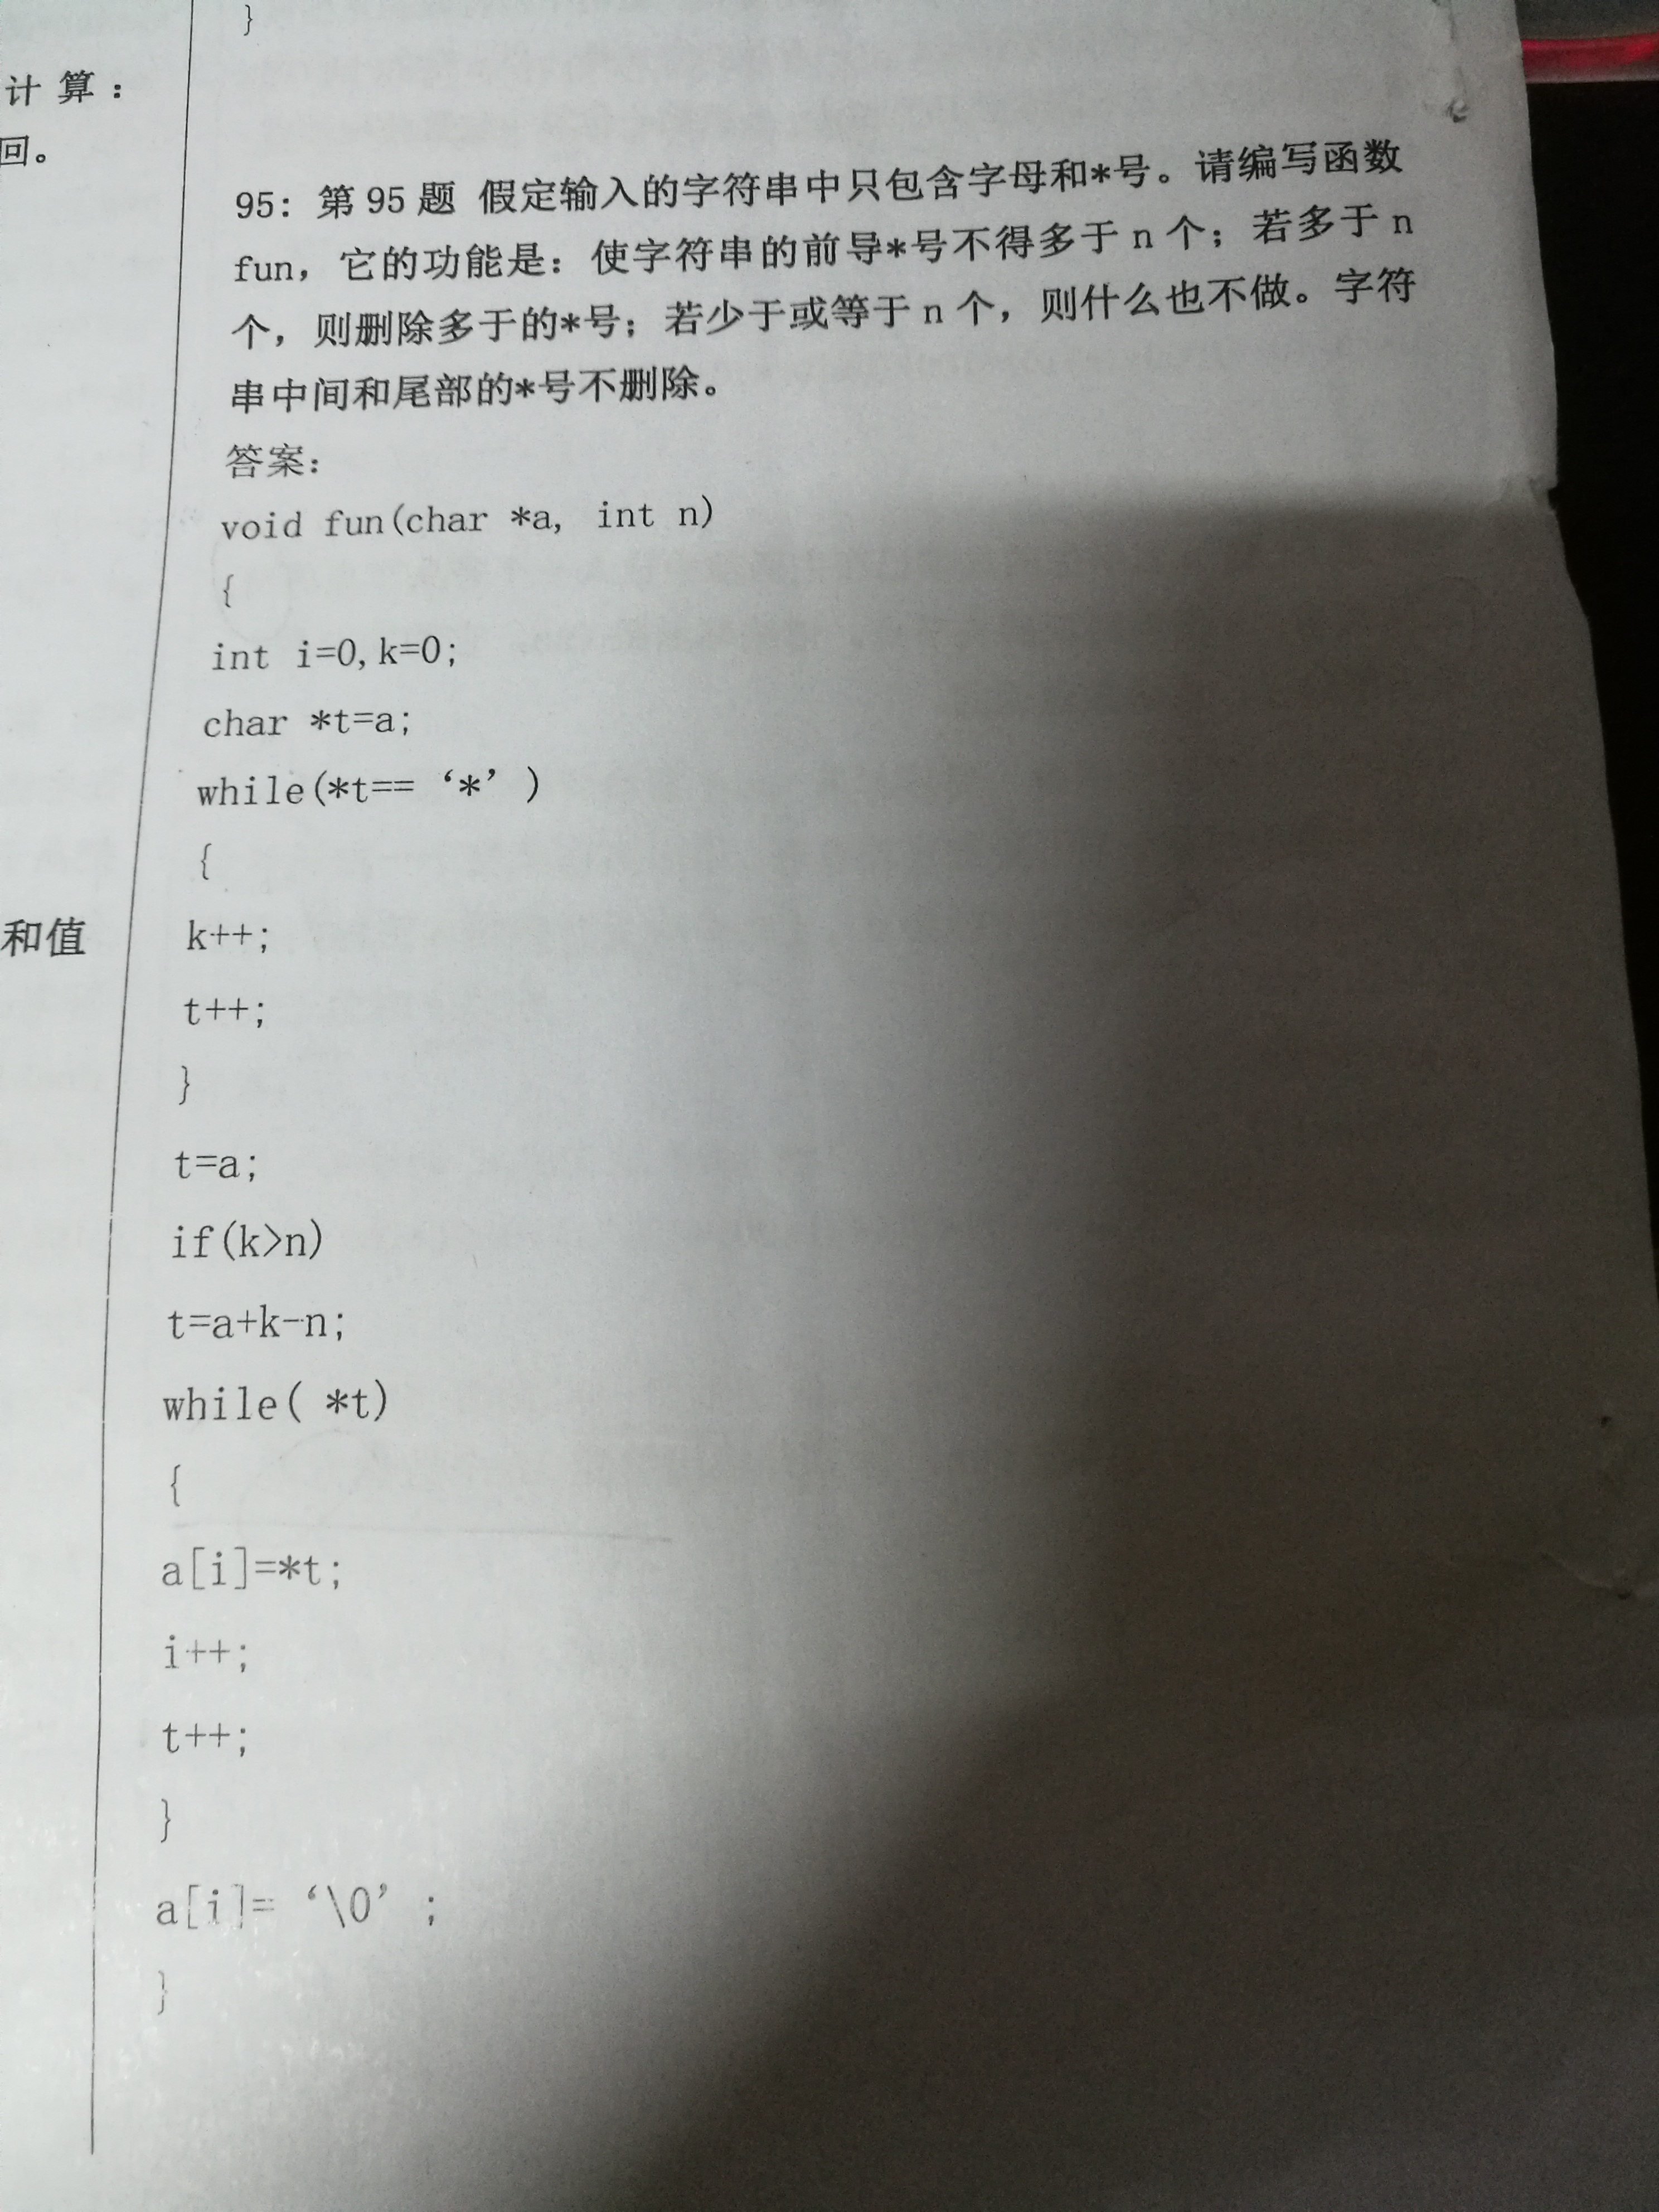 }
计 算：
回。
95: 第 95 题 假定输入的字符串中只包含字母和*号。请编写函数
fun，它的功能是：使字符串的前导*号不得多于 n 个；若多于 n
个，则删除多于的*号；若少于或等于 n 个，则什么也不做。字符
串中间和尾部的*号不删除。
答案：
void fun(char *a, int n)
{
int i=0,k=0;
char *t=a;
while(*t== ‘*’ )
{
和值
k++;
t++;
}
t=a;
if(k>n)
t=a+k-n;
while( *t)
{
a[i]=*t;
i++;
t++;
}
a[i]= ‘\0’ ;
}